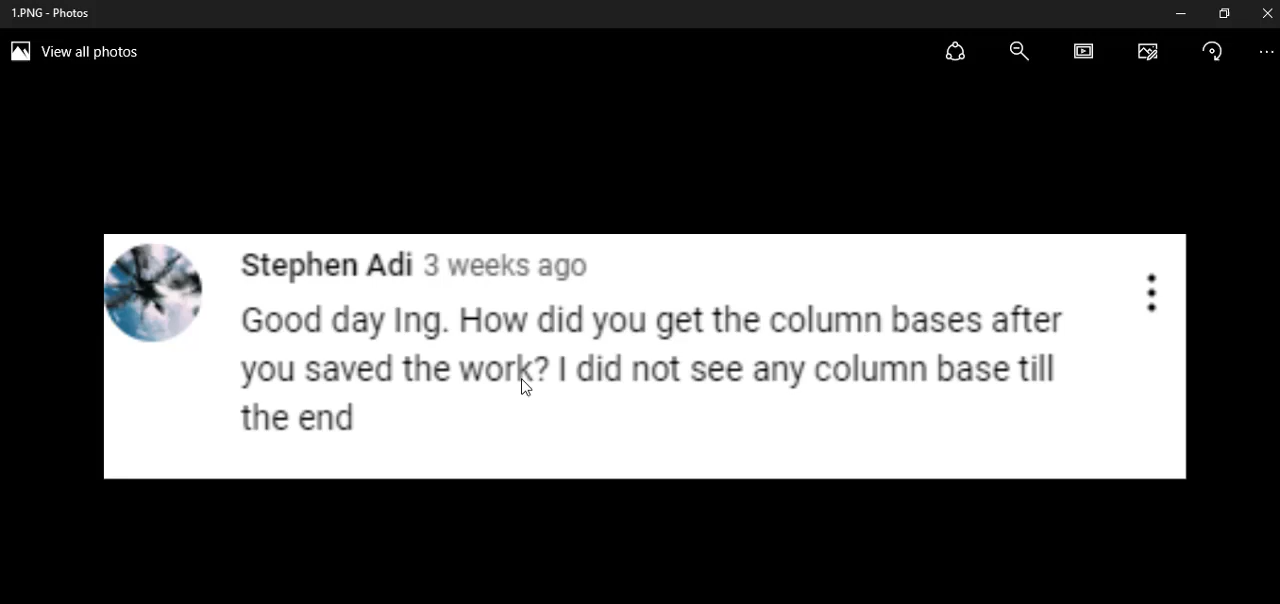 1.PNG - Photos
View all photos
Stephen Adi 3 weeks ago
Good day Ing. How did you get the column bases after
you saved the work? I did not see any column base till
the end